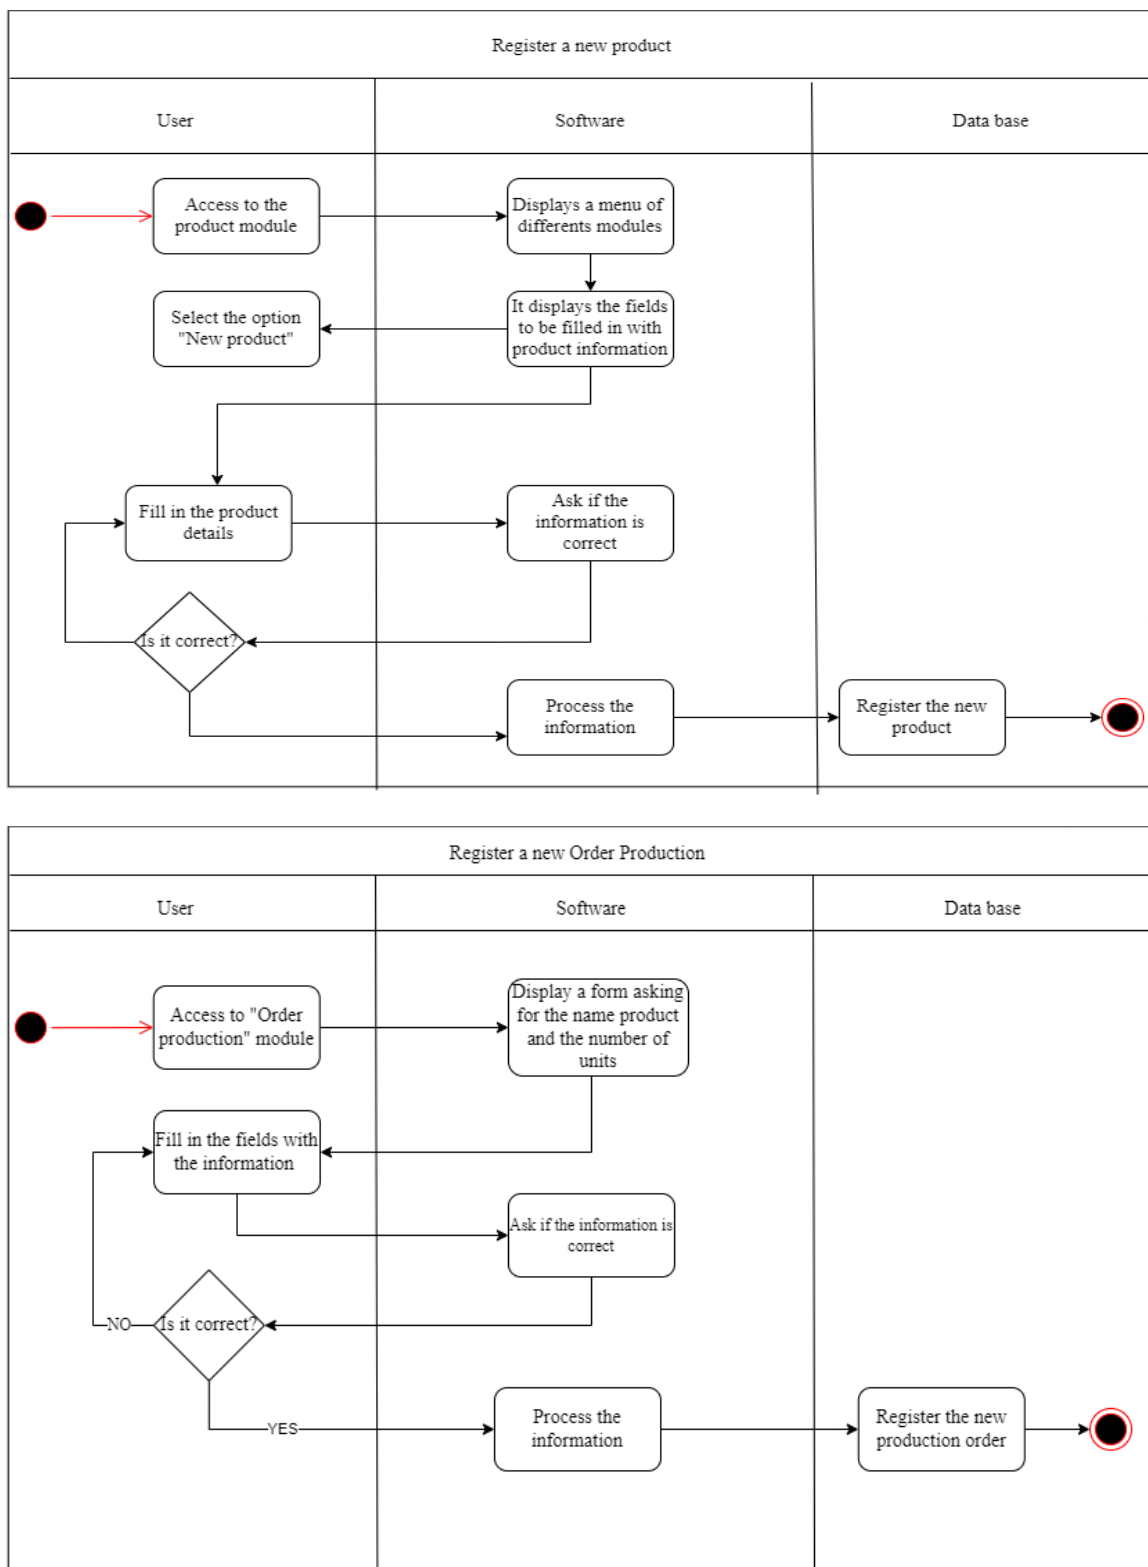 Register a new product
User
Software
Data base
Access to the
product module
Displays a menu of
differents modules
Select the option
"New product"
It displays the fields
to be filled in with
product information
Fill in the product
details
Ask if the
information is
correct
Is it correct?
Process the
information
Register the new
product
Register a new Order Production
User
Software
Data base
Access to "Order
production" module
Display a form asking
for the name product
and the number of
units
Fill in the fields with
the information
Ask if the information is
correct
NO
Is it correct?
YES
Process the
information
Register the new
production order